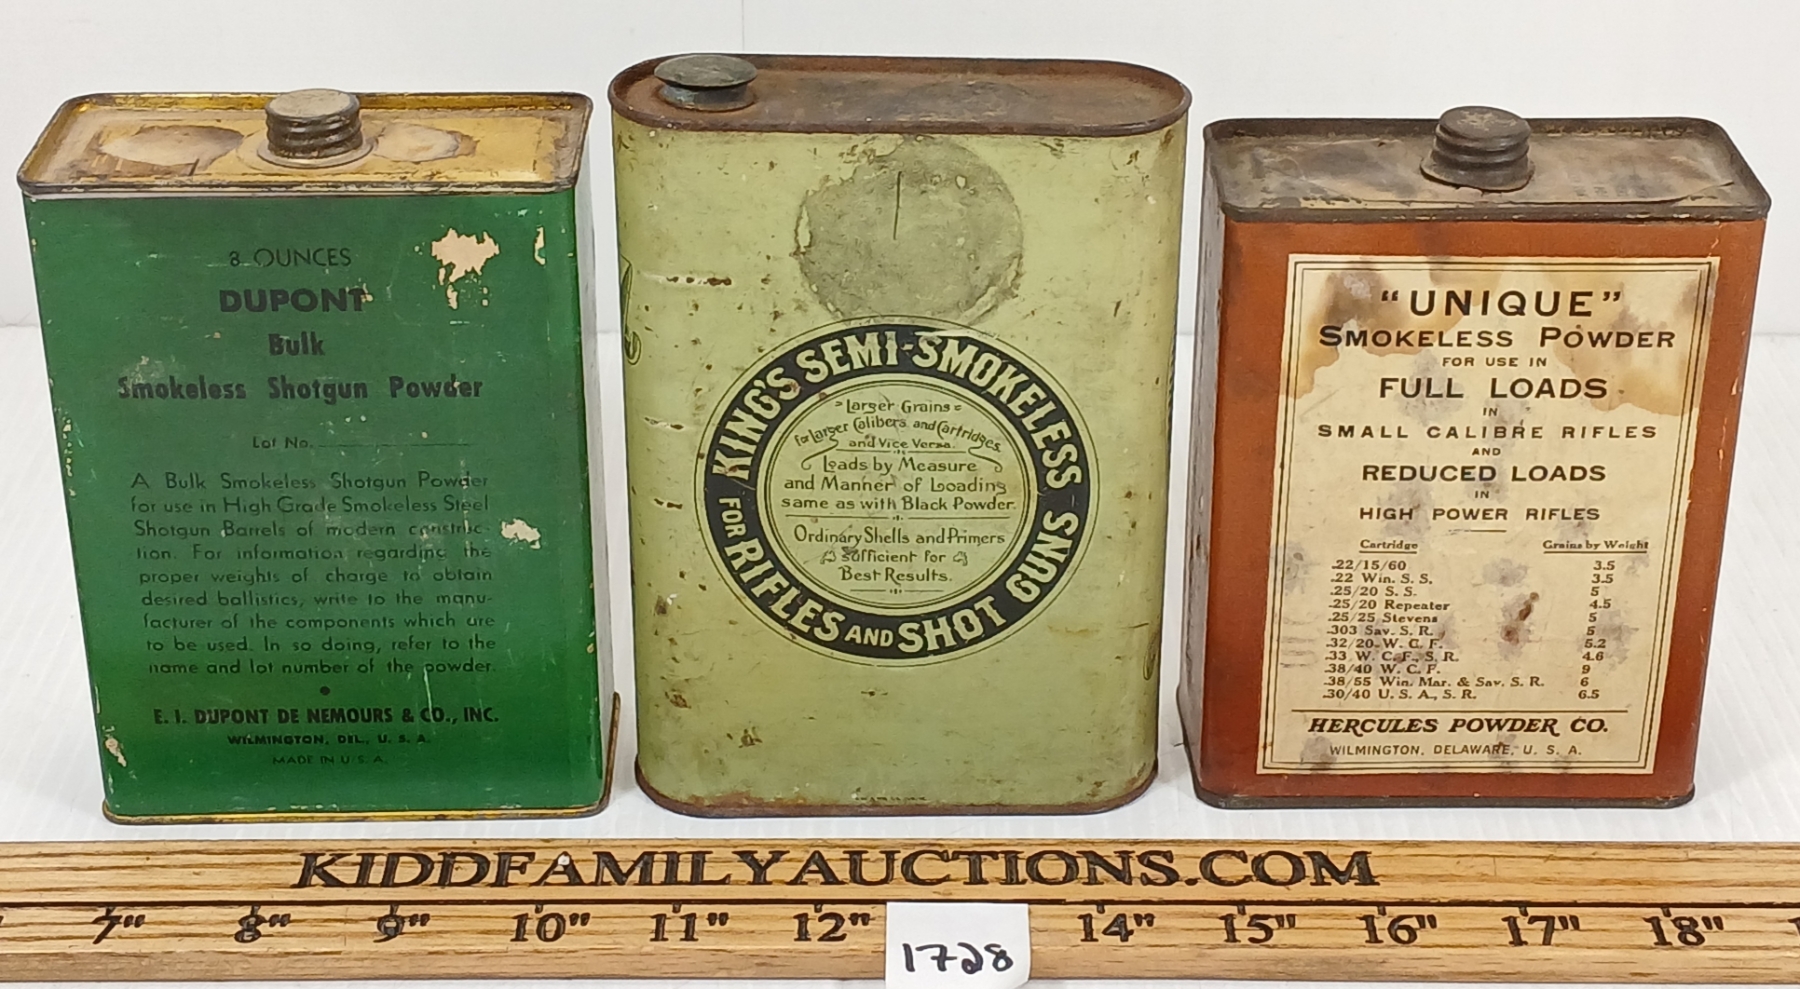 8 OUNCES
DUPONT
Bulk
Smokeless Shotgun Powder
Lot No.
A Bulk Smokeless Shotgun Powder
for use in High Grade Smokeless Steel
Shotgun Barrels of modern construc-
tion. For information regarding the
proper weights of charge to obtain
desired ballistics, write to the manu-
facturer of the components which are
to be used. In so doing, refer to the
name and lot number of the powder.
E. I. DUPONT DE NEMOURS & CO., INC.
WILMINGTON, DEL., U. S. A.
MADE IN U.S.A.
KING'S SEMI-SMOKELESS
FOR RIFLES AND SHOT GUNS
Larger Grains
for Larger Calibers and Cartridges
and Vice Versa.
Loads by Measure
and Manner of Loading
same as with Black Powder.
Ordinary Shells and Primers
sufficient for
Best Results.
"UNIQUE"
SMOKELESS POWDER
FOR USE IN
FULL LOADS
IN
SMALL CALIBRE RIFLES
AND
REDUCED LOADS
IN
HIGH POWER RIFLES
Cartridge Grains by Weight
.22/15/60 3.5
.22 Win. S. S. 3.5
.25/20 S. S. 5
.25/20 Repeater 4.5
.25/25 Stevens 5
.303 Sav. S. R. 5
.32/20 W. C. F. 5.2
.33 W. C. F., S. R. 4.6
.38/40 W. C. F. 9
.38/55 Win. Mar. & Sav. S. R. 6
.30/40 U. S. A., S. R. 6.5
HERCULES POWDER CO.
WILMINGTON, DELAWARE, U. S. A.
KIDDFAMILYAUCTIONS.COM
7" 8" 9" 10" 11" 12" 14" 15" 16" 17" 18"
1728